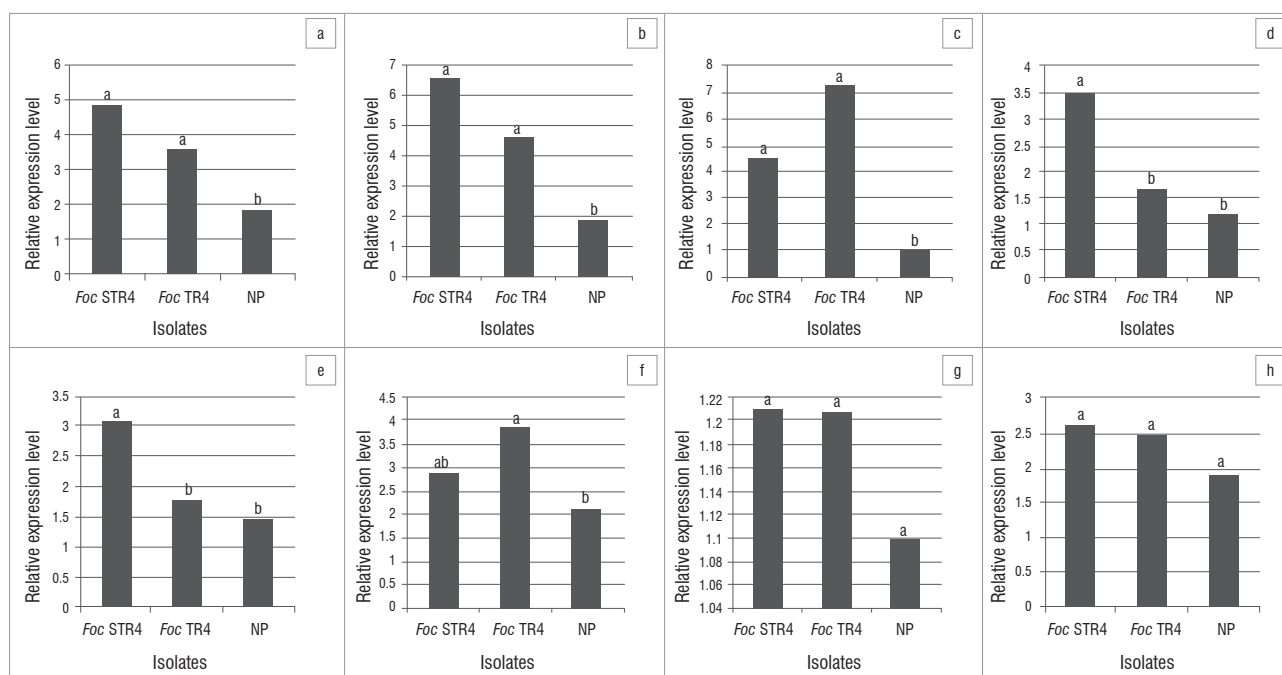 a
Relative expression level
6
5
4
3
2
1
0
a
a
b
Foc STR4
Foc TR4
NP
Isolates
b
Relative expression level
7
6
5
4
3
2
1
0
a
a
b
Foc STR4
Foc TR4
NP
Isolates
c
Relative expression level
8
7
6
5
4
3
2
1
0
a
a
b
Foc STR4
Foc TR4
NP
Isolates
d
Relative expression level
4
3.5
3
2.5
2
1.5
1
0.5
0
a
b
b
Foc STR4
Foc TR4
NP
Isolates
e
Relative expression level
3.5
3
2.5
2
1.5
1
0.5
0
a
b
b
Foc STR4
Foc TR4
NP
Isolates
f
Relative expression level
4.5
4
3.5
3
2.5
2
1.5
1
0.5
0
ab
a
b
Foc STR4
Foc TR4
NP
Isolates
g
Relative expression level
1.22
1.2
1.18
1.16
1.14
1.12
1.1
1.08
1.06
1.04
a
a
a
Foc STR4
Foc TR4
NP
Isolates
h
Relative expression level
3
2.5
2
1.5
1
0.5
0
a
a
a
Foc STR4
Foc TR4
NP
Isolates